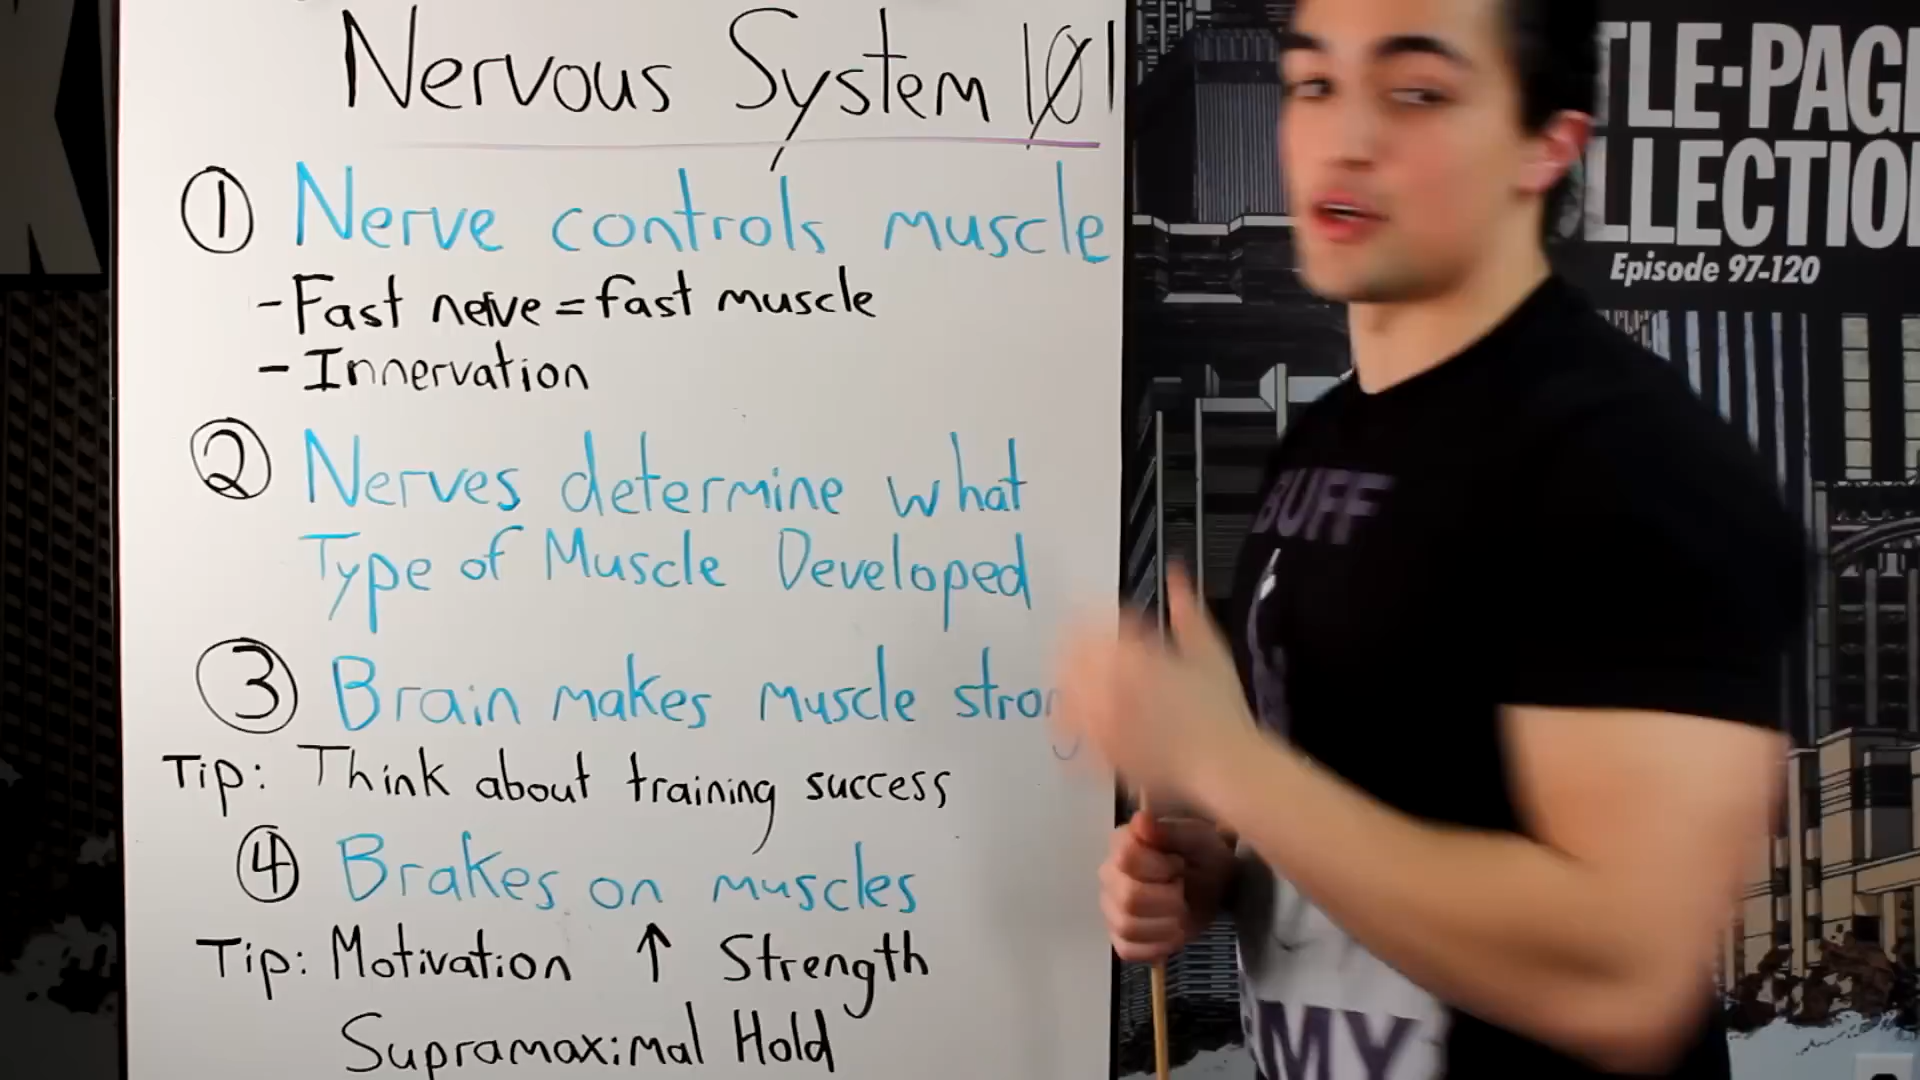 Nervous System 101
① Nerve controls muscle
- Fast nerve = fast muscle
- Innervation
② Nerves determine what
Type of Muscle Developed
③ Brain makes muscle stron
Tip: Think about training success
④ Brakes on muscles
Tip: Motivation ↑ Strength
Supramaximal Hold
TLE-PAG
LLECTIO
Episode 97-120
BUFF
MY